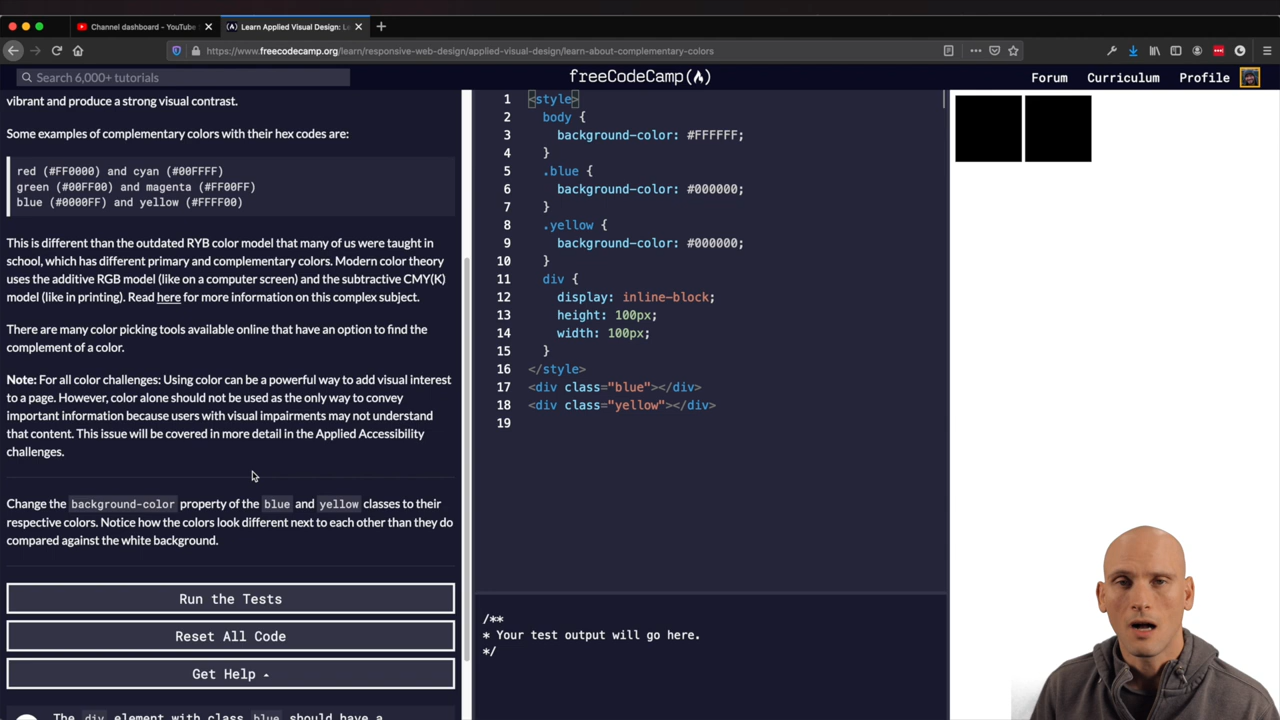 Channel dashboard - YouTube
Learn Applied Visual Design: Le
https://www.freecodecamp.org/learn/responsive-web-design/applied-visual-design/learn-about-complementary-colors
Search 6,000+ tutorials
freeCodeCamp
Forum
Curriculum
Profile
vibrant and produce a strong visual contrast.
Some examples of complementary colors with their hex codes are:
red (#FF0000) and cyan (#00FFFF)
green (#00FF00) and magenta (#FF00FF)
blue (#0000FF) and yellow (#FFFF00)
This is different than the outdated RYB color model that many of us were taught in
school, which has different primary and complementary colors. Modern color theory
uses the additive RGB model (like on a computer screen) and the subtractive CMY(K)
model (like in printing). Read here for more information on this complex subject.
There are many color picking tools available online that have an option to find the
complement of a color.
Note: For all color challenges: Using color can be a powerful way to add visual interest
to a page. However, color alone should not be used as the only way to convey
important information because users with visual impairments may not understand
that content. This issue will be covered in more detail in the Applied Accessibility
challenges.
Change the background-color property of the blue and yellow classes to their
respective colors. Notice how the colors look different next to each other than they do
compared against the white background.
Run the Tests
Reset All Code
Get Help
The div element with class blue should have a
1 <style>
2 body {
3 background-color: #FFFFFF;
4 }
5 .blue {
6 background-color: #000000;
7 }
8 .yellow {
9 background-color: #000000;
10 }
11 div {
12 display: inline-block;
13 height: 100px;
14 width: 100px;
15 }
16 </style>
17 <div class="blue"></div>
18 <div class="yellow"></div>
19
/**
* Your test output will go here.
*/